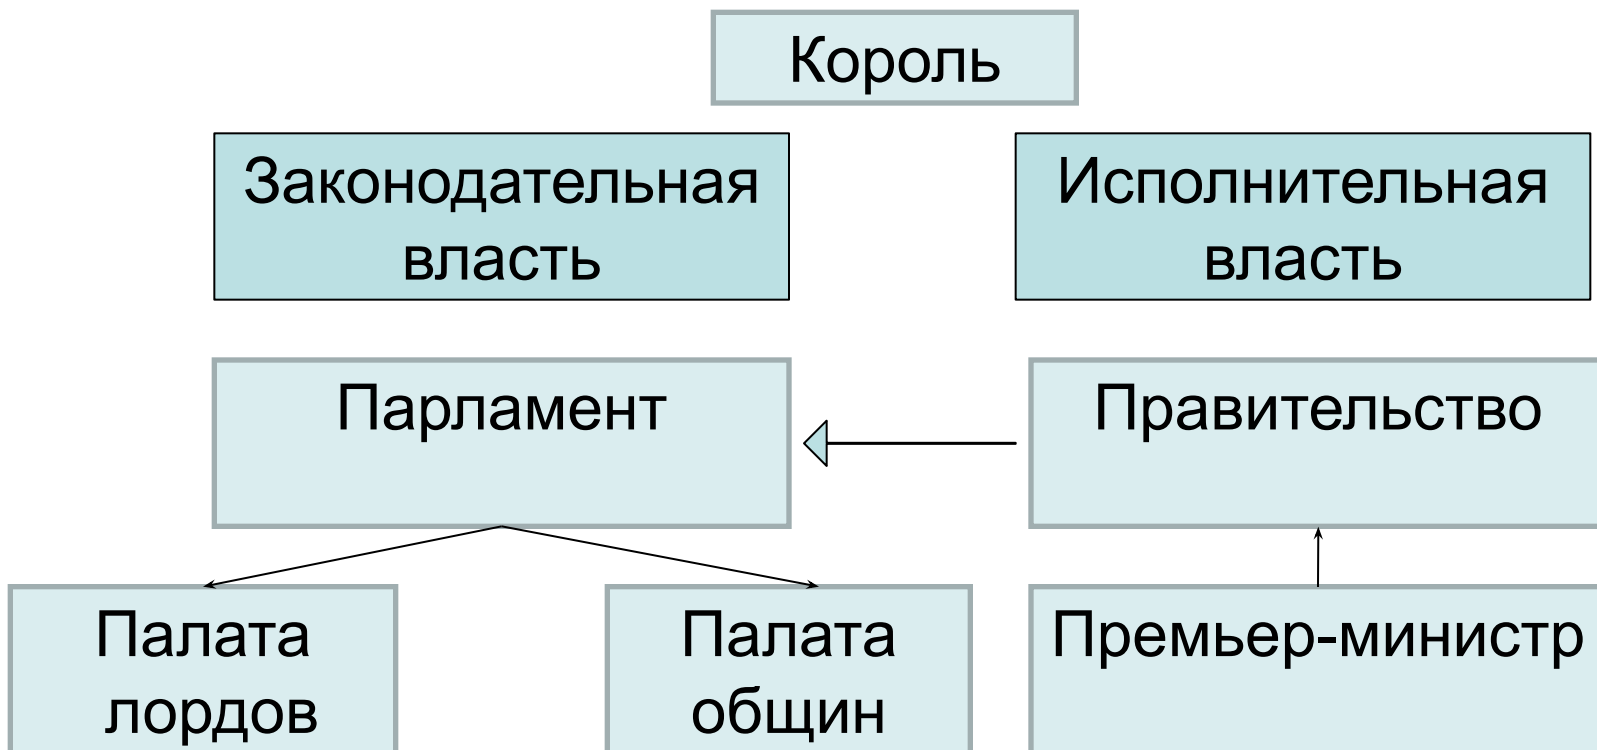 Король
Законодательная
власть
Исполнительная
власть
Парламент
Правительство
Палата
лордов
Палата
общин
Премьер-министр